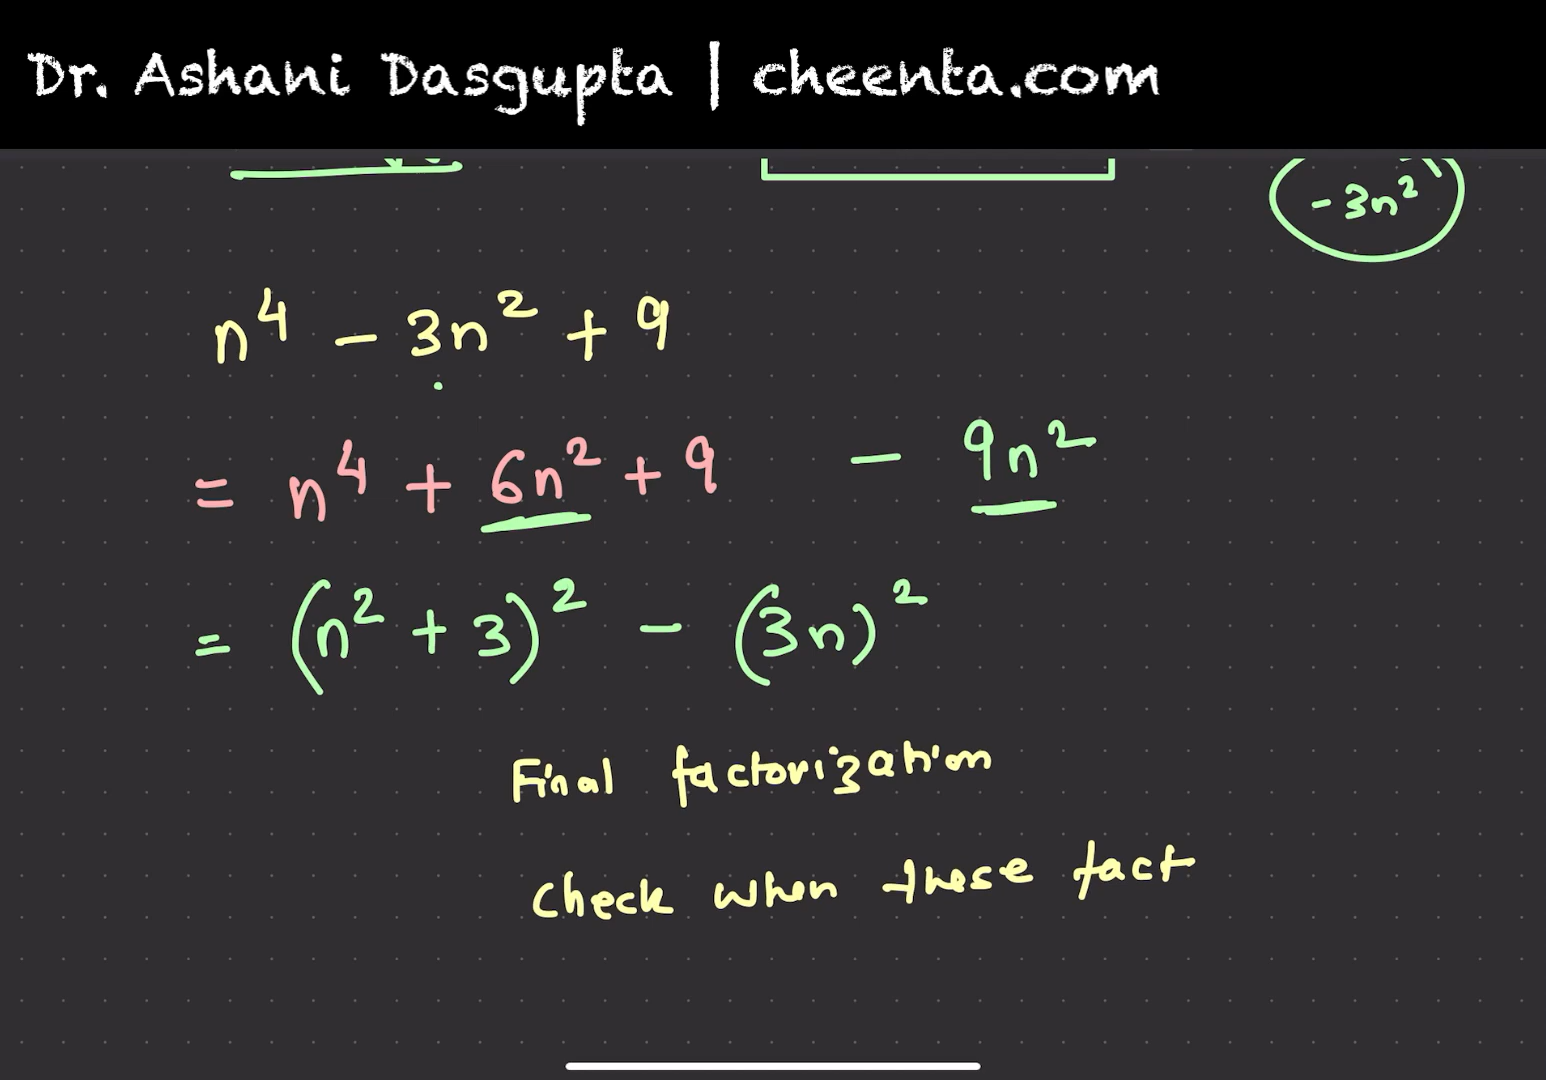 Dr. Ashani Dasgupta | cheenta.com
-3n²
n⁴ - 3n² + 9
= n⁴ + 6n² + 9 - 9n²
= (n² + 3)² - (3n)²
Final factorization
Check when these fact